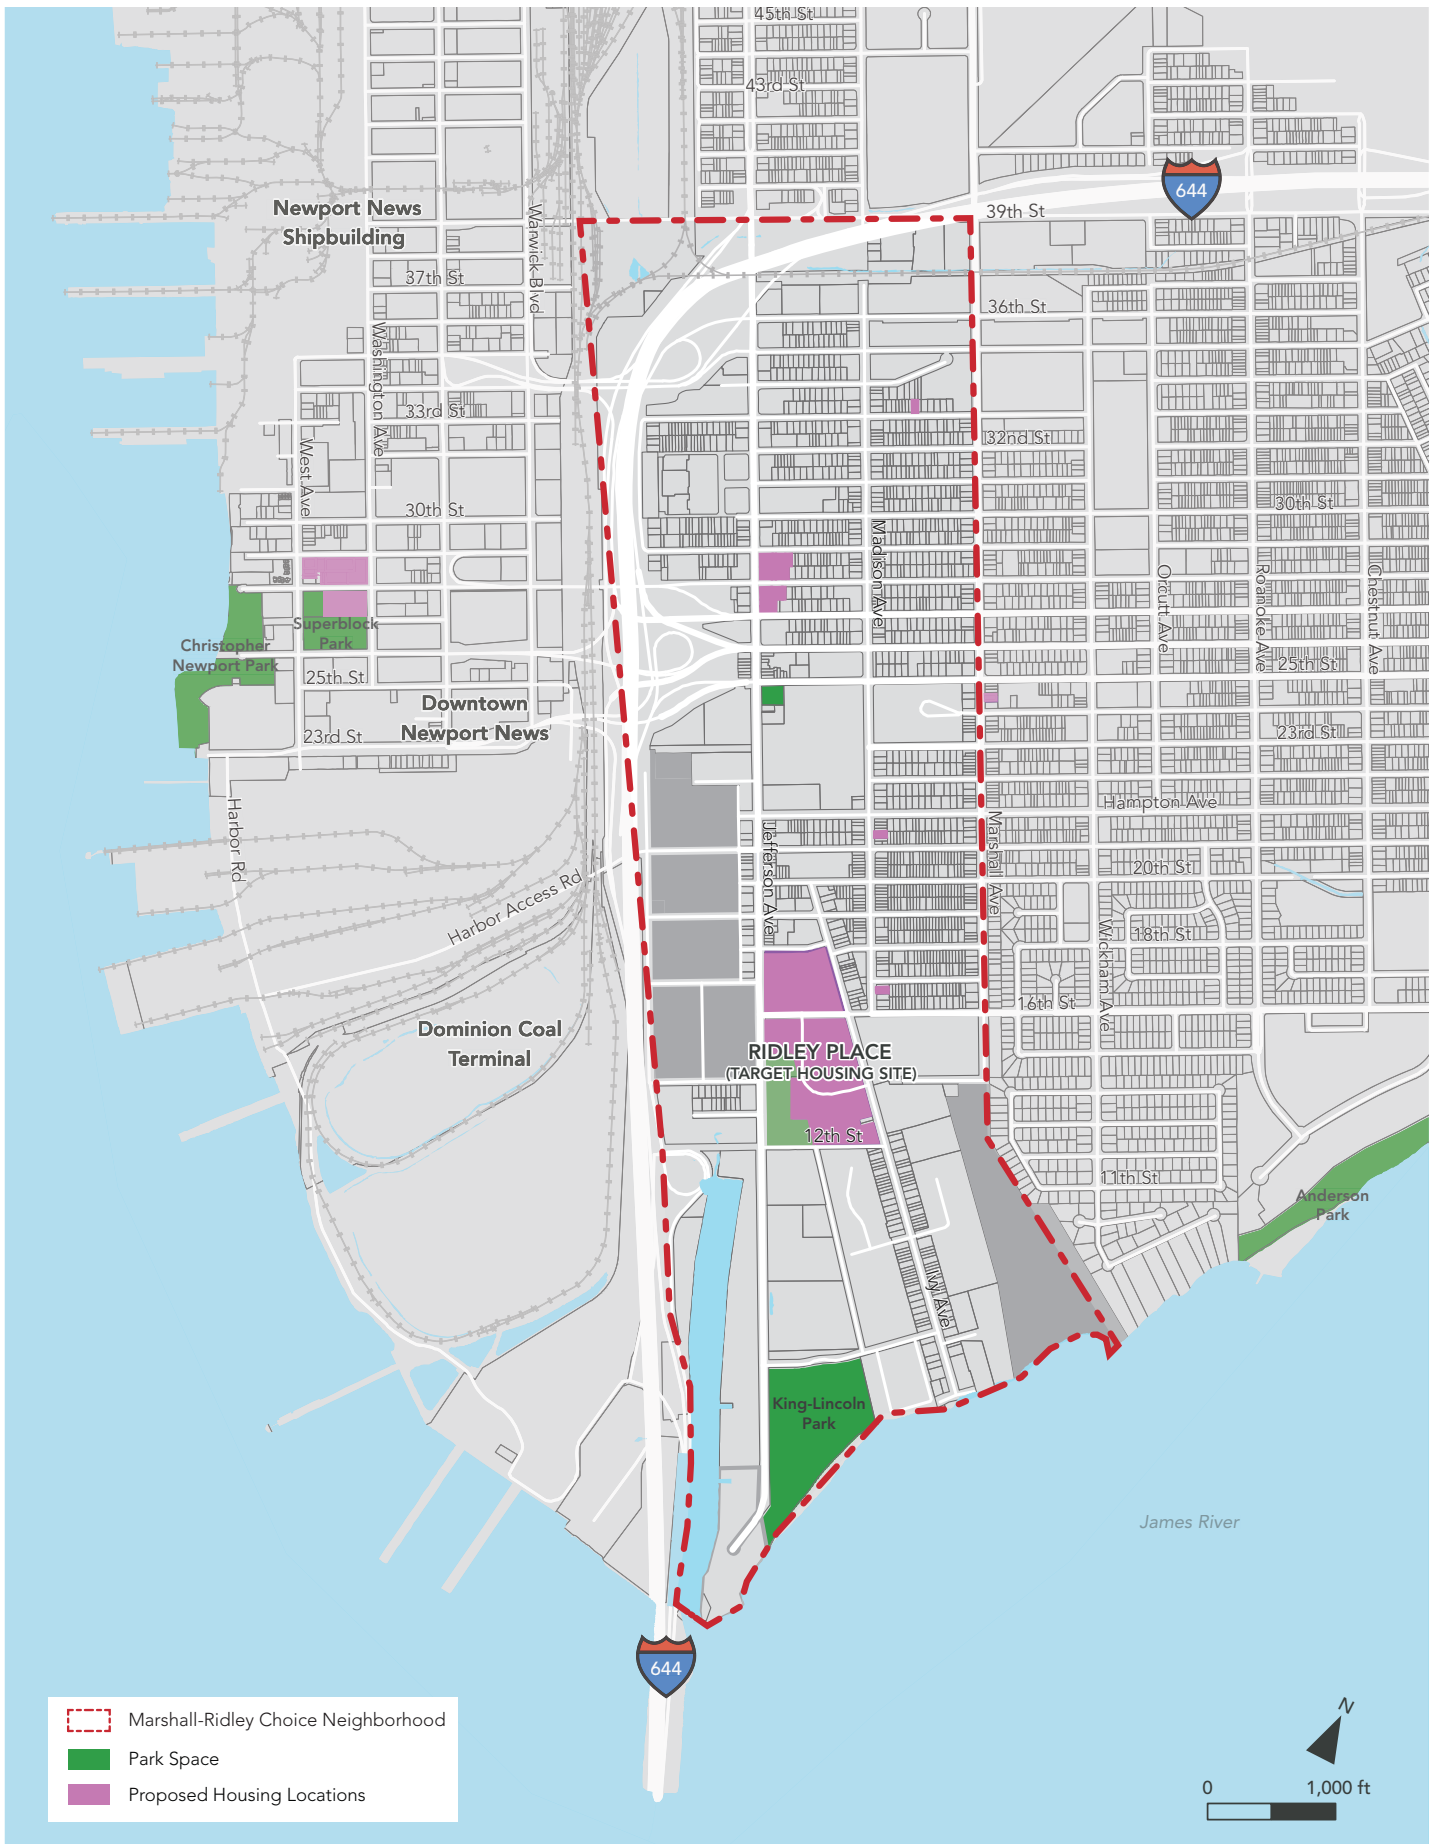 45th St
43rd St
644
Newport News
Shipbuilding
Warwick Blvd
39th St
37th St
36th St
Washington Ave
33rd St
32nd St
West Ave
30th St
30th St
Madison Ave
Orcutt Ave
Roanoke Ave
Chestnut Ave
Superblock
Park
Christopher
Newport Park
25th St
25th St
Downtown
Newport News
23rd St
23rd St
Harbor Rd
Hampton Ave
Jefferson Ave
Marshall Ave
20th St
Harbor Access Rd
Wickham Ave
18th St
16th St
Dominion Coal
Terminal
RIDLEY PLACE
(TARGET HOUSING SITE)
12th St
11th St
Anderson
Park
Ivy Ave
King-Lincoln
Park
James River
644
Marshall-Ridley Choice Neighborhood
Park Space
Proposed Housing Locations
N
0 1,000 ft